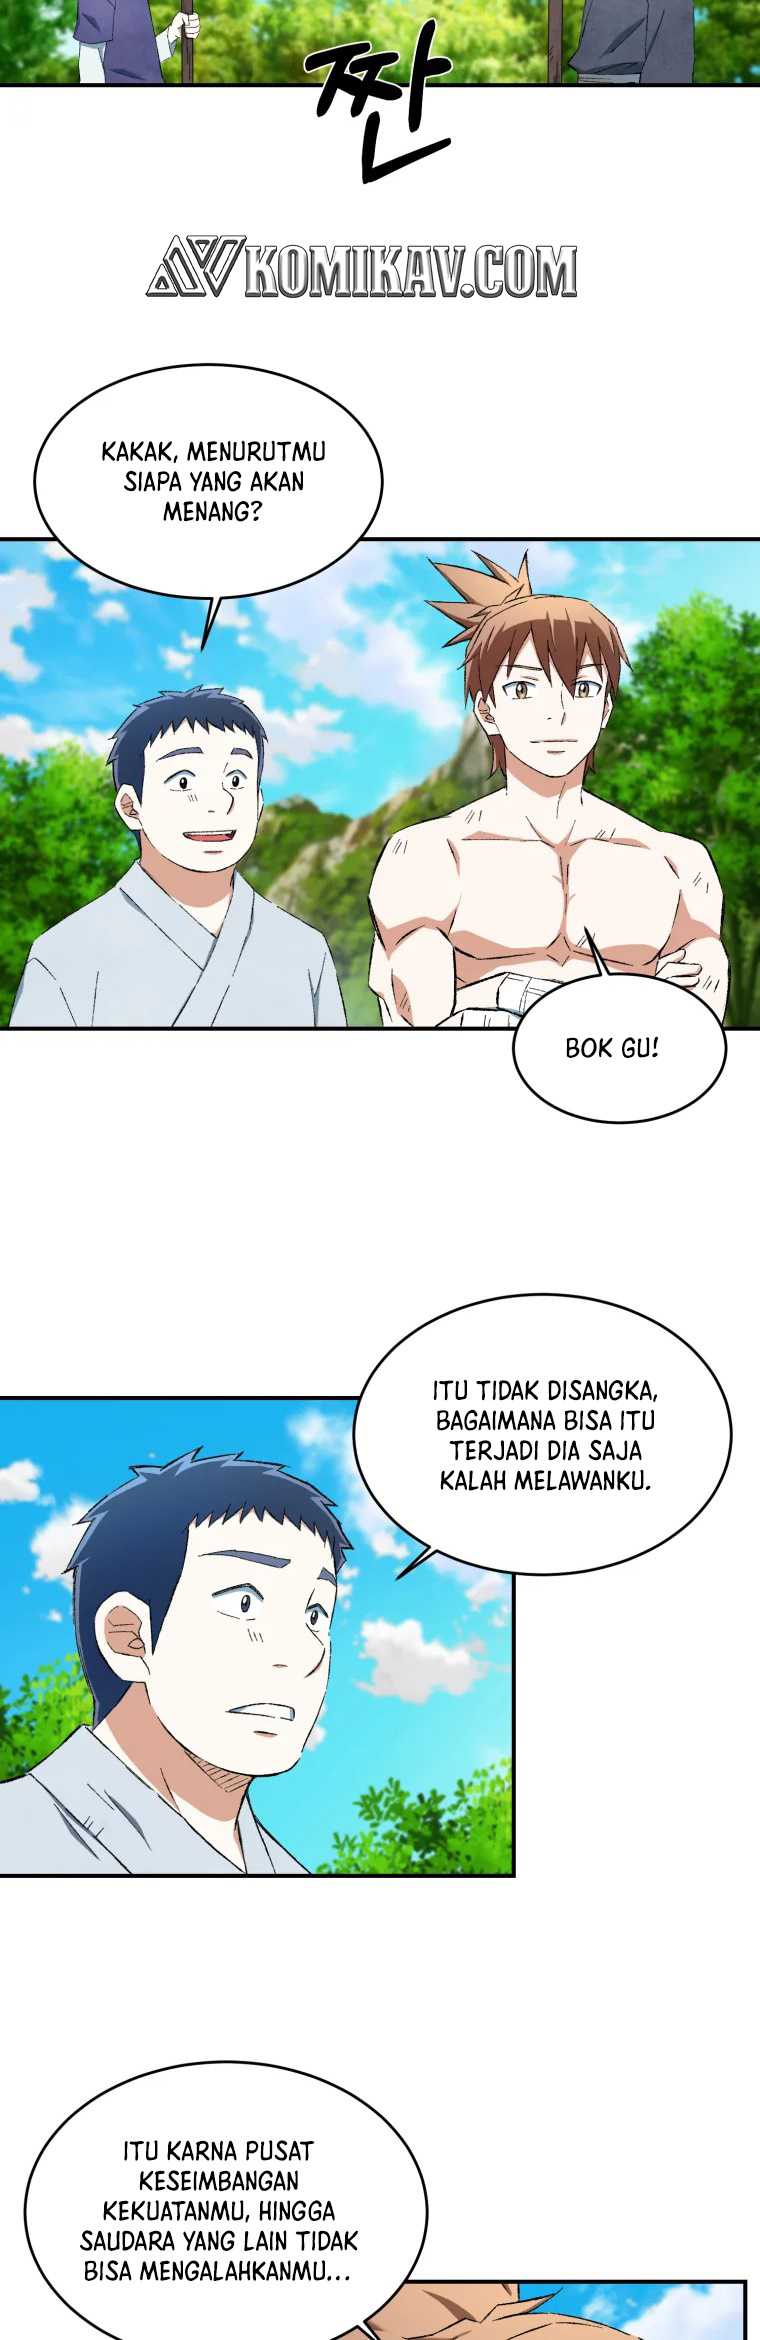 짠
KOMIKAV.COM
KAKAK, MENURUTMU
SIAPA YANG AKAN
MENANG?
BOK GU!
ITU TIDAK DISANGKA,
BAGAIMANA BISA ITU
TERJADI DIA SAJA
KALAH MELAWANKU.
ITU KARNA PUSAT
KESEIMBANGAN
KEKUATANMU, HINGGA
SAUDARA YANG LAIN TIDAK
BISA MENGALAHKANMU...